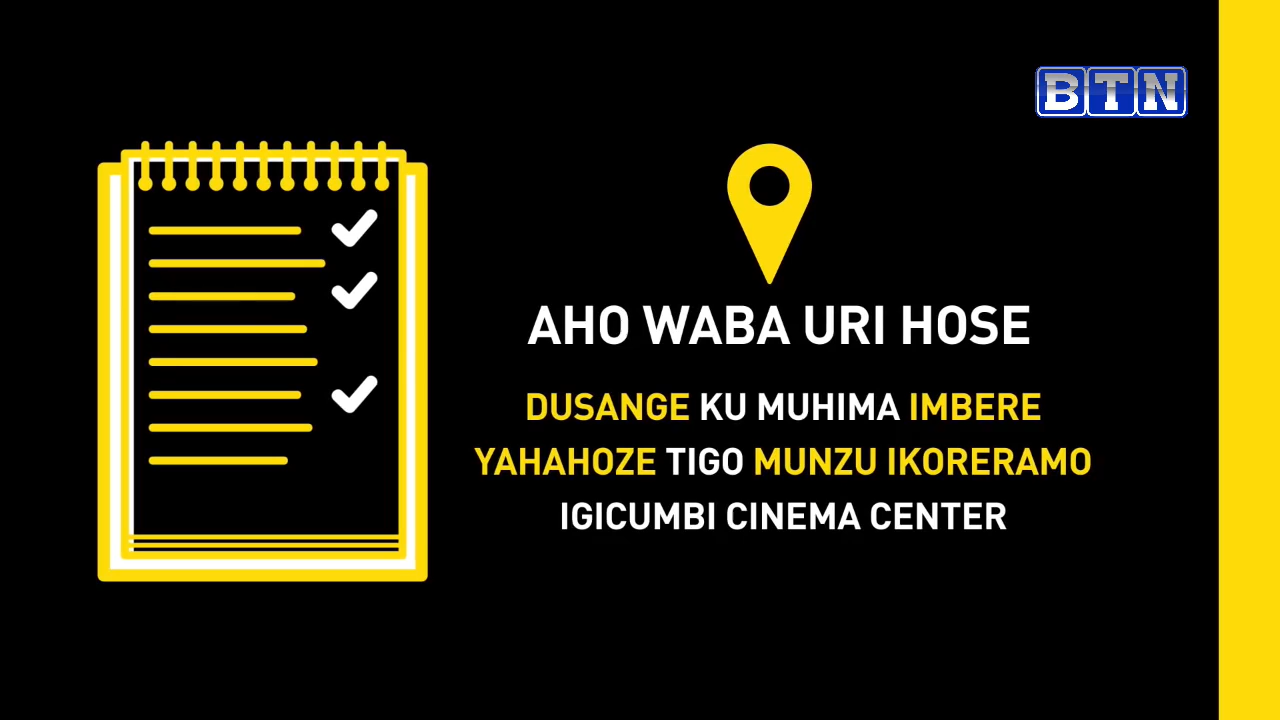 BTN
AHO WABA URI HOSE
DUSANGE KU MUHIMA IMBERE
YAHAHOZE TIGO MUNZU IKORERAMO
IGICUMBI CINEMA CENTER